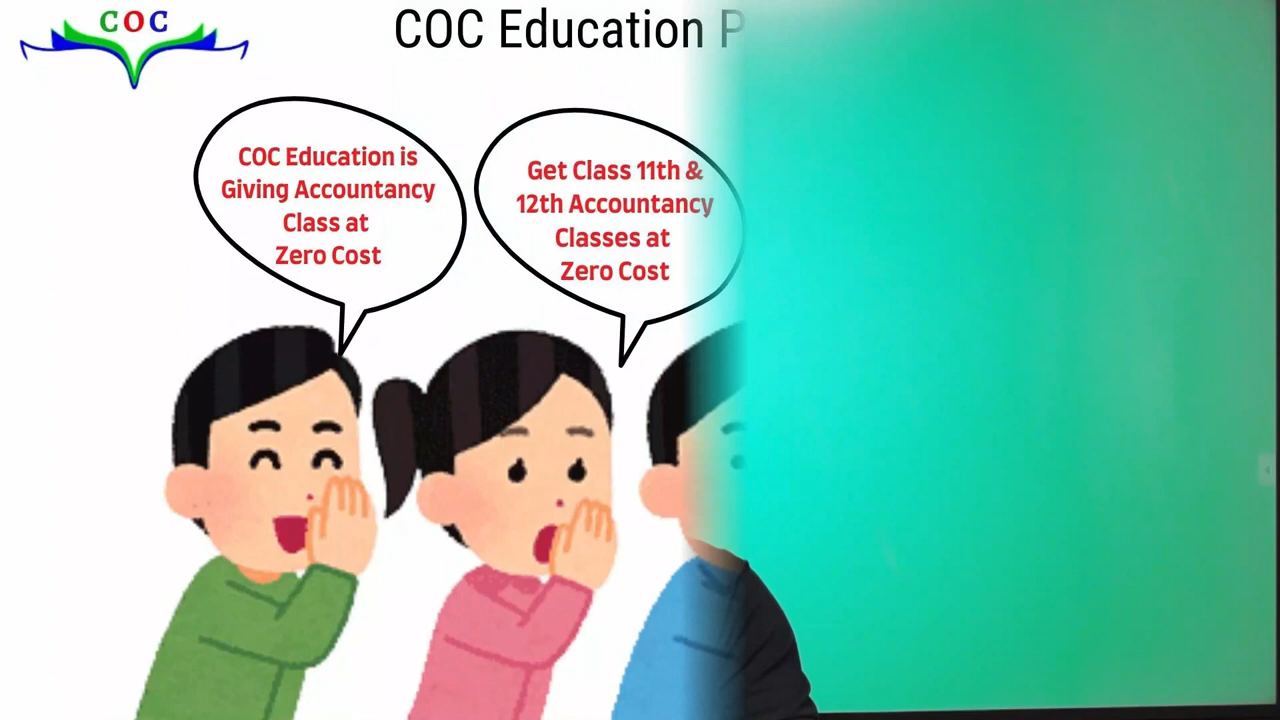 COC
COC Education P
COC Education is
Giving Accountancy
Class at
Zero Cost
Get Class 11th &
12th Accountancy
Classes at
Zero Cost